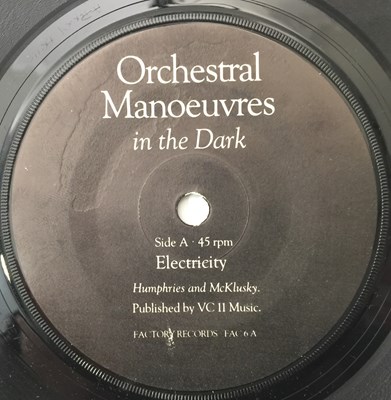 Orchestral
Manoeuvres
in the Dark
Side A · 45 rpm
Electricity
Humphries and McKlusky.
Published by VC II Music.
FACTORY RECORDS · FAC 6 A